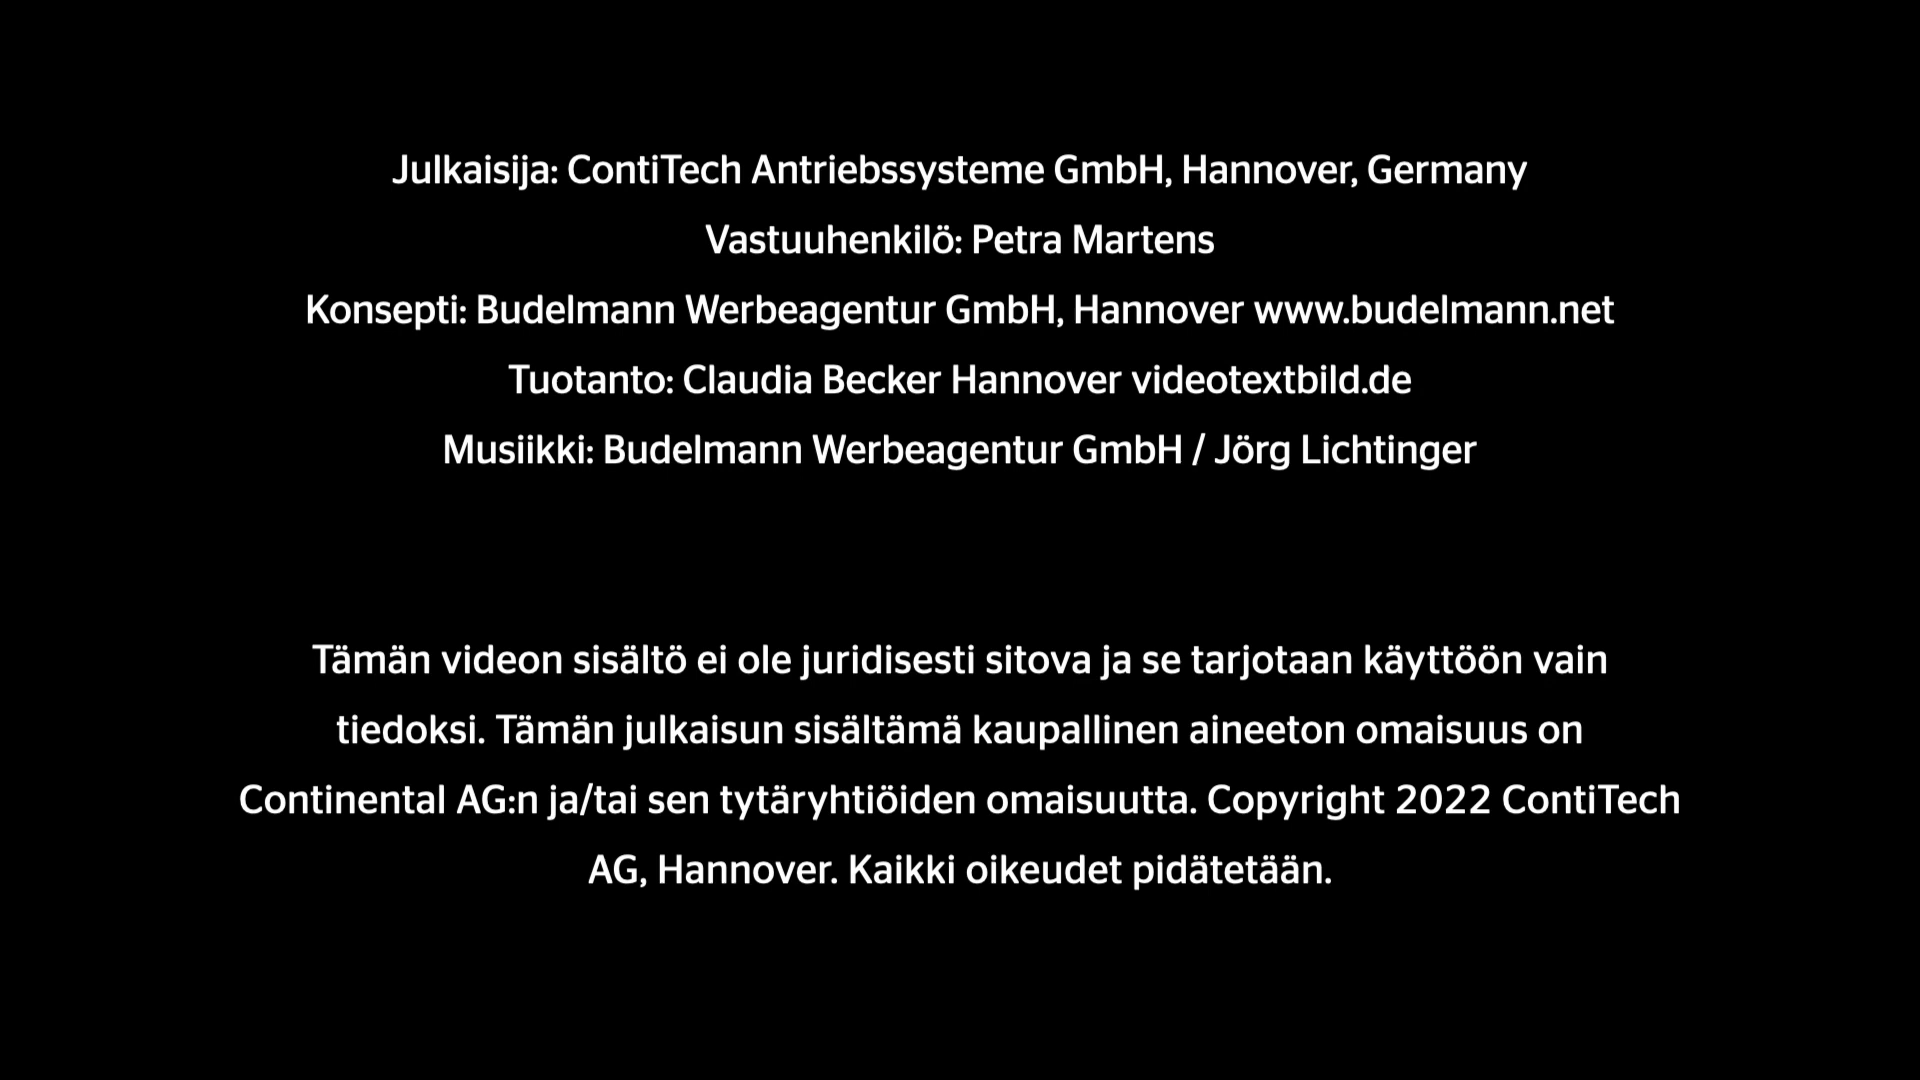 Julkaisija: ContiTech Antriebssysteme GmbH, Hannover, Germany
Vastuuhenkilö: Petra Martens
Konsepti: Budelmann Werbeagentur GmbH, Hannover www.budelmann.net
Tuotanto: Claudia Becker Hannover videotextbild.de
Musiikki: Budelmann Werbeagentur GmbH / Jörg Lichtinger
Tämän videon sisältö ei ole juridisesti sitova ja se tarjotaan käyttöön vain
tiedoksi. Tämän julkaisun sisältämä kaupallinen aineeton omaisuus on
Continental AG:n ja/tai sen tytäryhtiöiden omaisuutta. Copyright 2022 ContiTech
AG, Hannover. Kaikki oikeudet pidätetään.